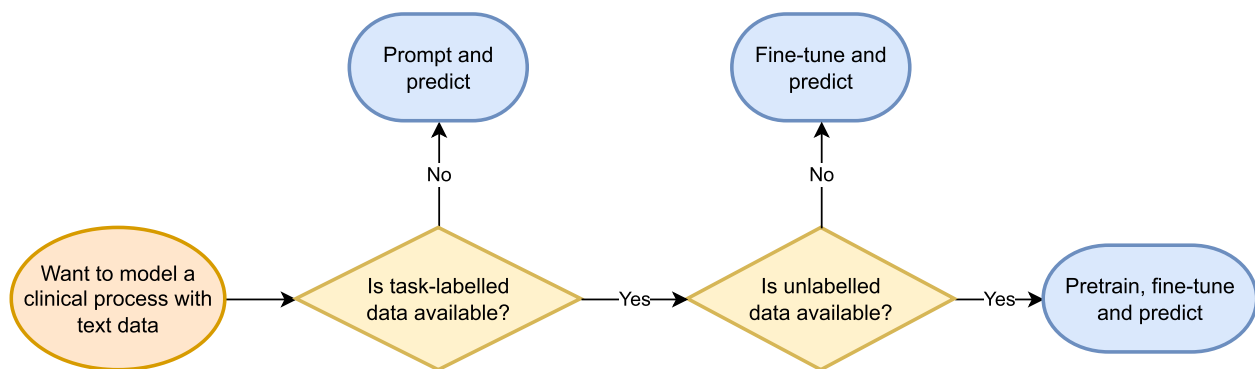 Prompt and
predict
Fine-tune and
predict
No
No
Want to model a
clinical process with
text data
Is task-labelled
data available?
Yes
Is unlabelled
data available?
Yes
Pretrain, fine-tune
and predict